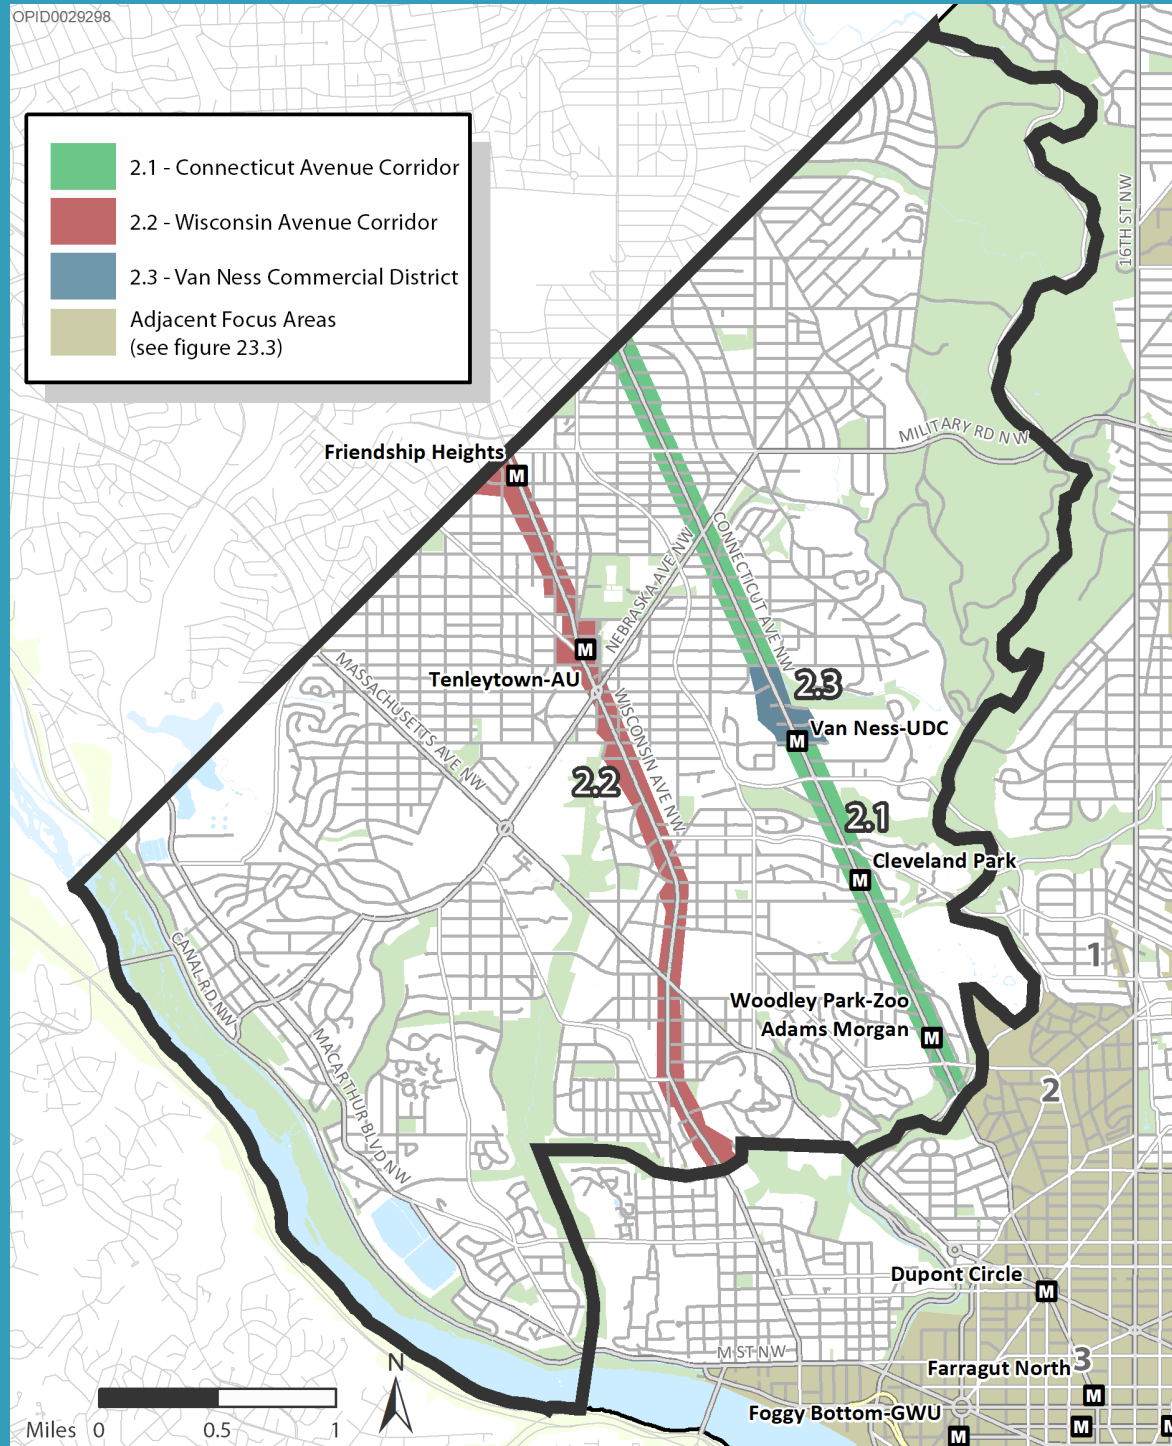 OPID0029298
2.1 - Connecticut Avenue Corridor
2.2 - Wisconsin Avenue Corridor
2.3 - Van Ness Commercial District
Adjacent Focus Areas
(see figure 23.3)
16TH ST NW
MILITARY RD NW
Friendship Heights
M
CONNECTICUT AVE NW
NEBRASKA AVE NW
M
Tenleytown-AU
MASSACHUSETTS AVE NW
WISCONSIN AVE NW
2.3
Van Ness-UDC
M
2.2
2.1
Cleveland Park
M
CANAL RD NW
1
Woodley Park-Zoo
Adams Morgan
M
MACARTHUR BLVD NW
2
Dupont Circle
M
M ST NW
3
Farragut North
M
Foggy Bottom-GWU
M
M
M
N
Miles 0 0.5 1